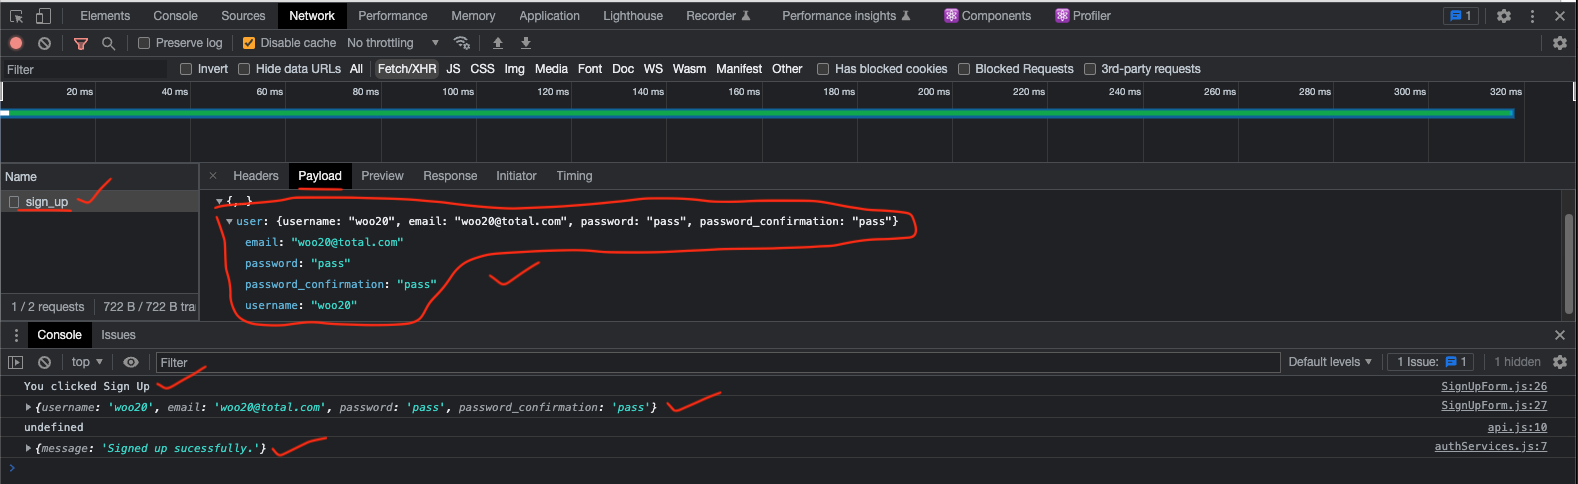 Elements Console Sources Network Performance Memory Application Lighthouse Recorder Performance insights Components Profiler 1
Preserve log Disable cache No throttling
Filter Invert Hide data URLs All Fetch/XHR JS CSS Img Media Font Doc WS Wasm Manifest Other Has blocked cookies Blocked Requests 3rd-party requests
20 ms 40 ms 60 ms 80 ms 100 ms 120 ms 140 ms 160 ms 180 ms 200 ms 220 ms 240 ms 260 ms 280 ms 300 ms 320 ms
Name
sign_up
1 / 2 requests 722 B / 722 B tra
Headers Payload Preview Response Initiator Timing
{,…}
user: {username: "woo20", email: "woo20@total.com", password: "pass", password_confirmation: "pass"}
email: "woo20@total.com"
password: "pass"
password_confirmation: "pass"
username: "woo20"
Console Issues
top Filter Default levels 1 Issue: 1 1 hidden
You clicked Sign Up SignUpForm.js:26
{username: 'woo20', email: 'woo20@total.com', password: 'pass', password_confirmation: 'pass'} SignUpForm.js:27
undefined api.js:10
{message: 'Signed up sucessfully.'} authServices.js:7